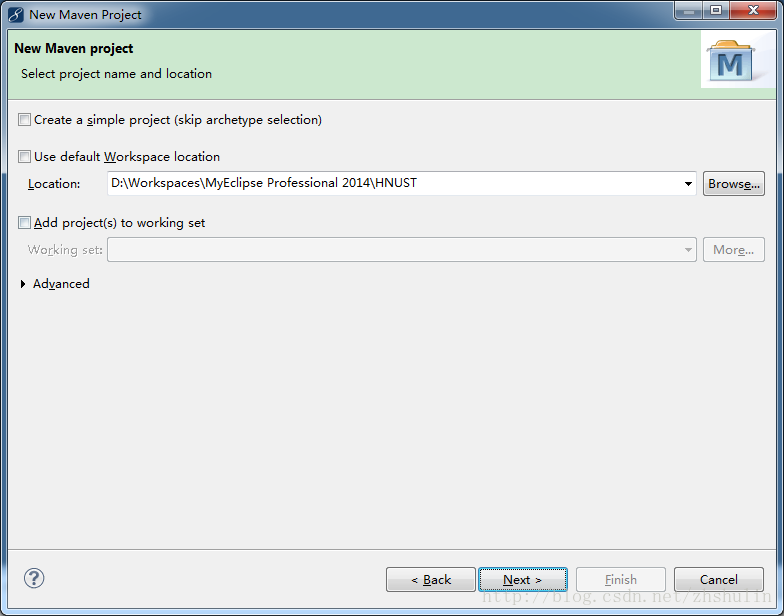 New Maven Project
New Maven project
Select project name and location
M
Create a simple project (skip archetype selection)
Use default Workspace location
Location: D:\Workspaces\MyEclipse Professional 2014\HNUST Browse...
Add project(s) to working set
Working set: More...
Advanced
?
< Back Next > Finish Cancel
http://blog.csdn.net/zhshulin